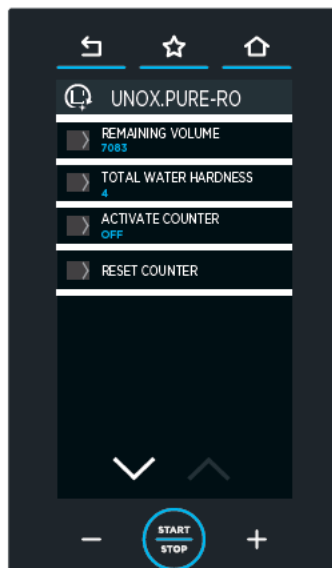 UNOX.PURE-RO
REMAINING VOLUME
7083
TOTAL WATER HARDNESS
4
ACTIVATE COUNTER
OFF
RESET COUNTER
START
STOP